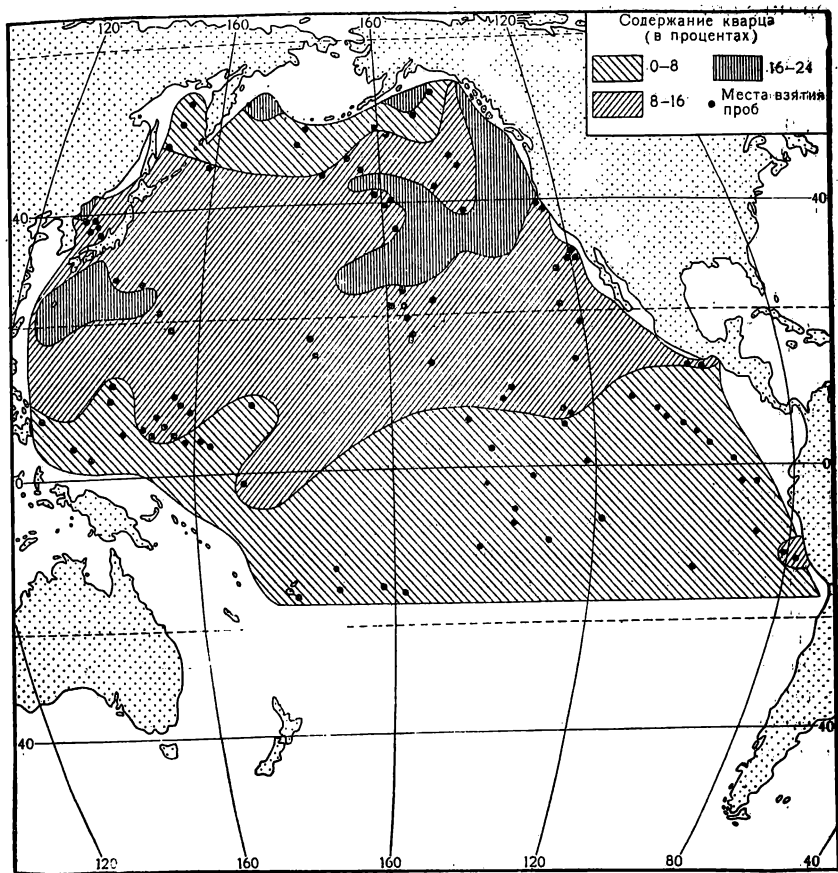 120 160 160 120
Содержание кварца
(в процентах)
0–8 16–24
8–16 Места взятия
проб
40 40
0 0
40 40
120 160 160 120 80 40